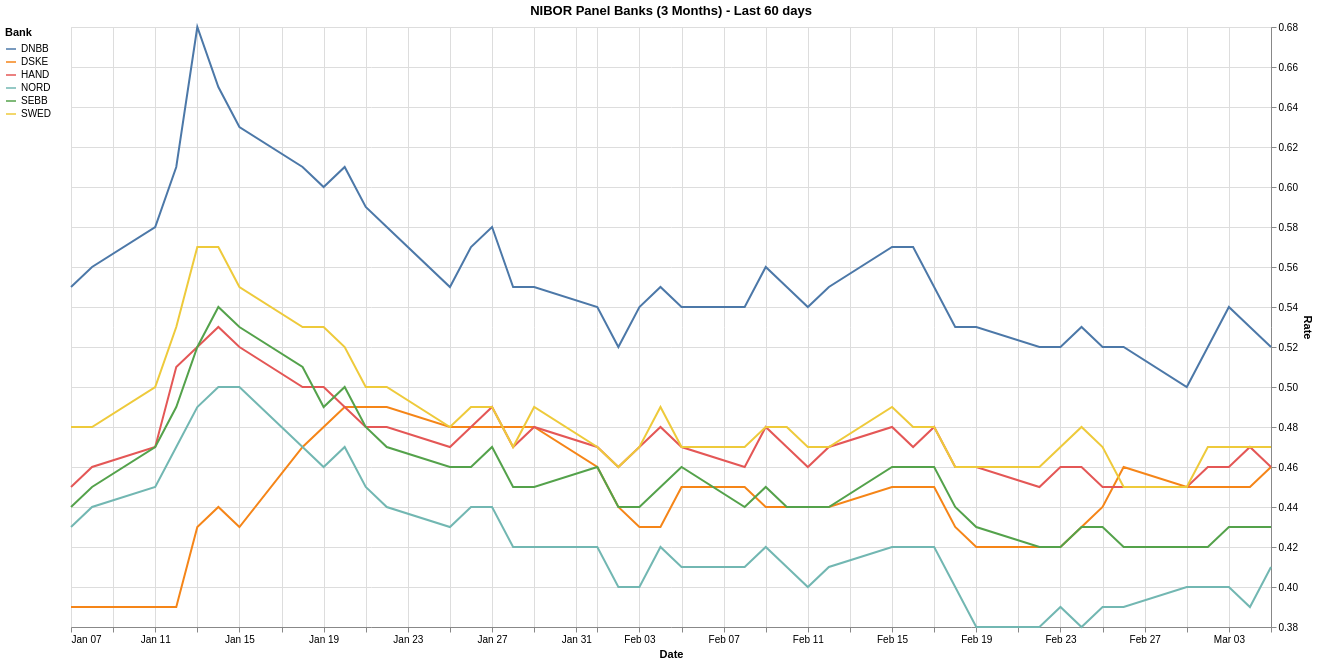 NIBOR Panel Banks (3 Months) - Last 60 days
Bank
DNBB
DSKE
HAND
NORD
SEBB
SWED
0.68
0.66
0.64
0.62
0.60
0.58
0.56
0.54
0.52
0.50
0.48
0.46
0.44
0.42
0.40
0.38
Rate
Jan 07 Jan 11 Jan 15 Jan 19 Jan 23 Jan 27 Jan 31 Feb 03 Feb 07 Feb 11 Feb 15 Feb 19 Feb 23 Feb 27 Mar 03
Date